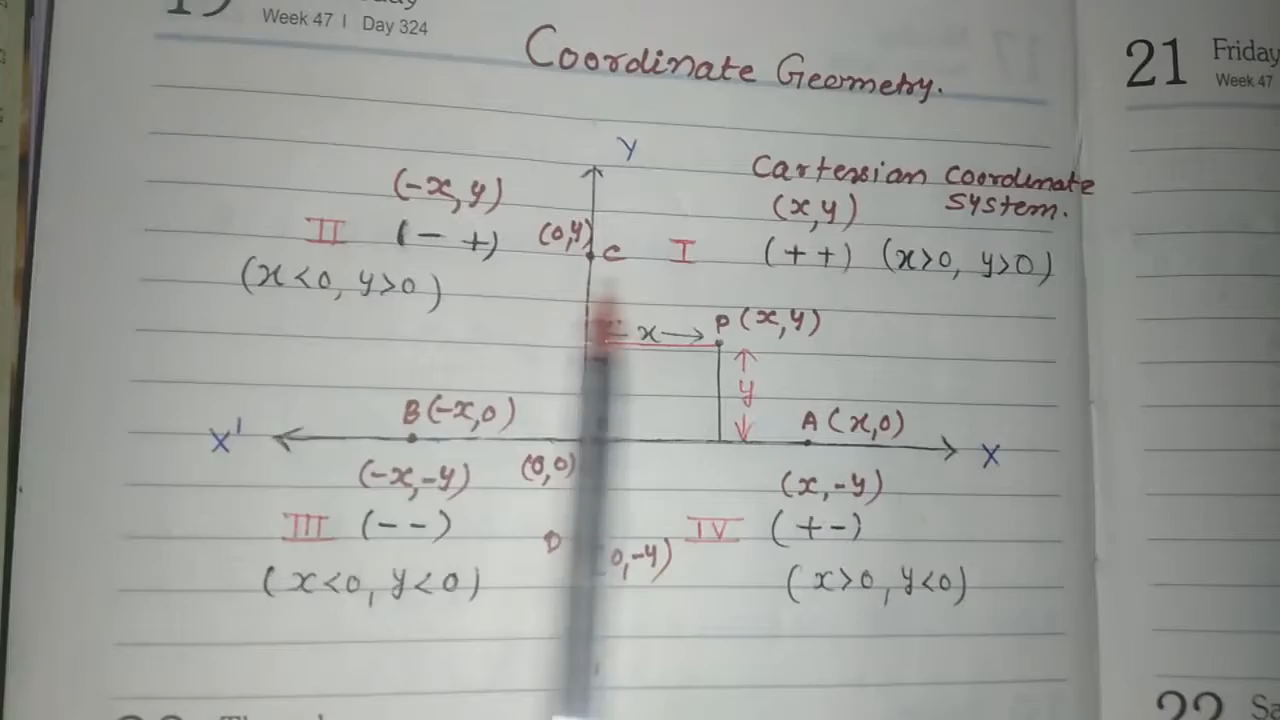 Week 47 | Day 324
Coordinate Geometry.
21 Friday
Week 47
Y
Cartersian coordinate
system.
(-x, y)
(x, y)
II (- +)
(0, y)
C
I
(+ +) (x>0, y>0)
(x<0, y>0)
x
P (x, y)
y
B (-x, 0)
A (x, 0)
X'
X
(-x, -y)
(0, 0)
(x, -y)
III (- -)
D
0, -y)
IV (+ -)
(x<0, y<0)
(x>0, y<0)